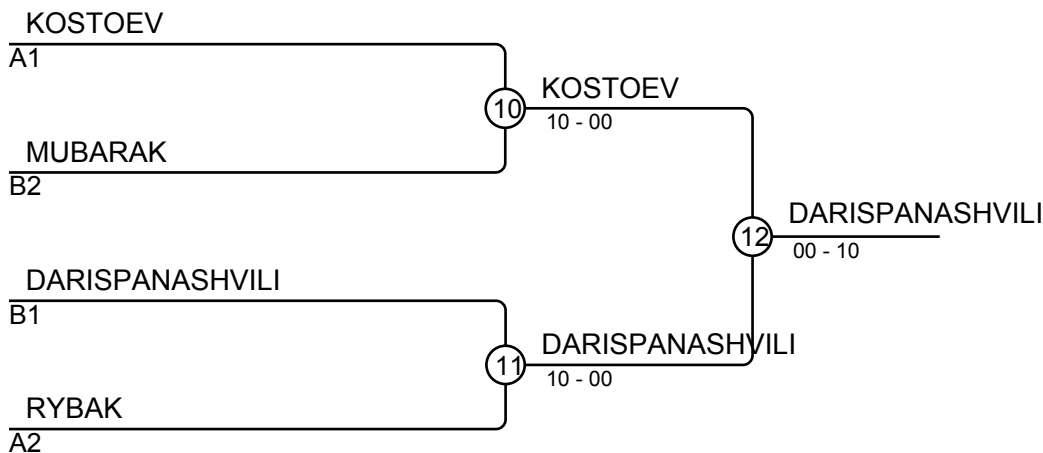 KOSTOEV
A1
10
KOSTOEV
10 - 00
MUBARAK
B2
12
DARISPANASHVILI
00 - 10
DARISPANASHVILI
B1
11
DARISPANASHVILI
10 - 00
RYBAK
A2